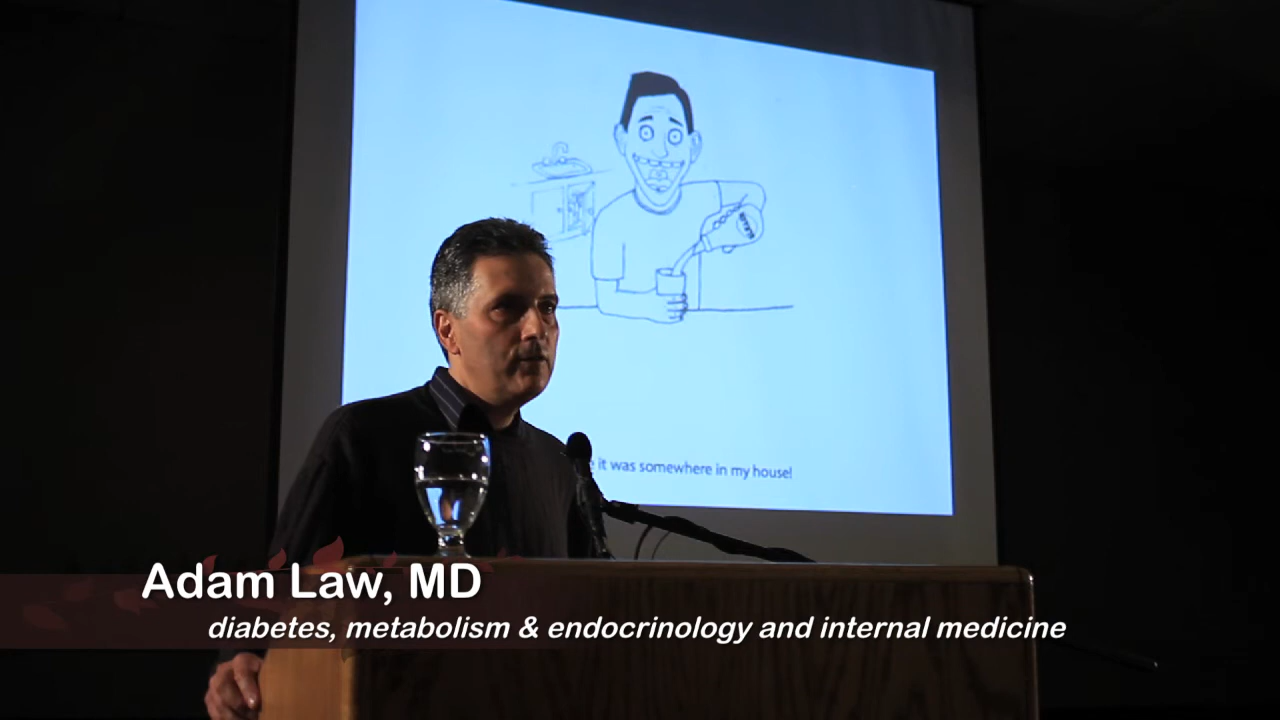 it was somewhere in my house!
Adam Law, MD
diabetes, metabolism & endocrinology and internal medicine